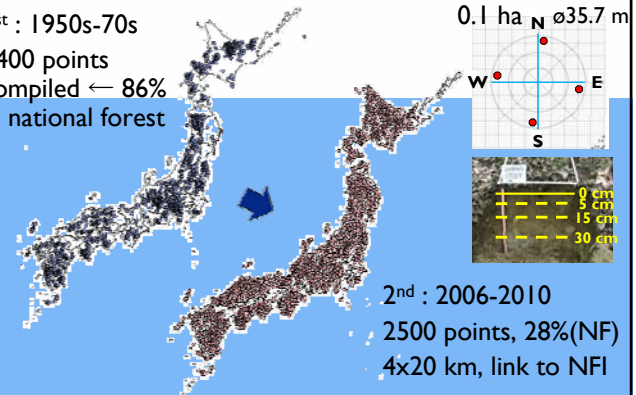 st : 1950s-70s
400 points
ompiled ← 86%
national forest
0.1 ha ø35.7 m
N
W E
S
0 cm
5 cm
15 cm
30 cm
2nd : 2006-2010
2500 points, 28%(NF)
4x20 km, link to NFI